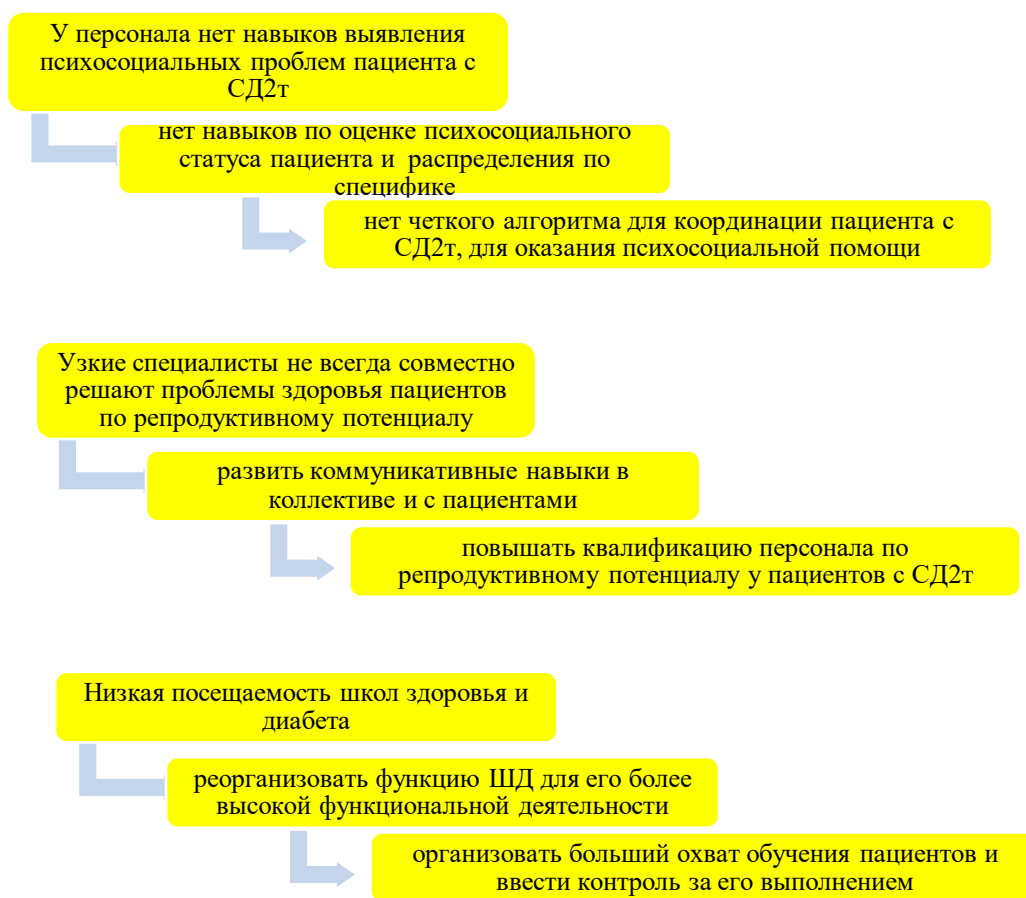 У персонала нет навыков выявления
психосоциальных проблем пациента с
СД2т
нет навыков по оценке психосоциального
статуса пациента и распределения по
специфике
нет четкого алгоритма для координации пациента с
СД2т, для оказания психосоциальной помощи
Узкие специалисты не всегда совместно
решают проблемы здоровья пациентов
по репродуктивному потенциалу
развить коммуникативные навыки в
коллективе и с пациентами
повышать квалификацию персонала по
репродуктивному потенциалу у пациентов с СД2т
Низкая посещаемость школ здоровья и
диабета
реорганизовать функцию ШД для его более
высокой функциональной деятельности
организовать больший охват обучения пациентов и
ввести контроль за его выполнением